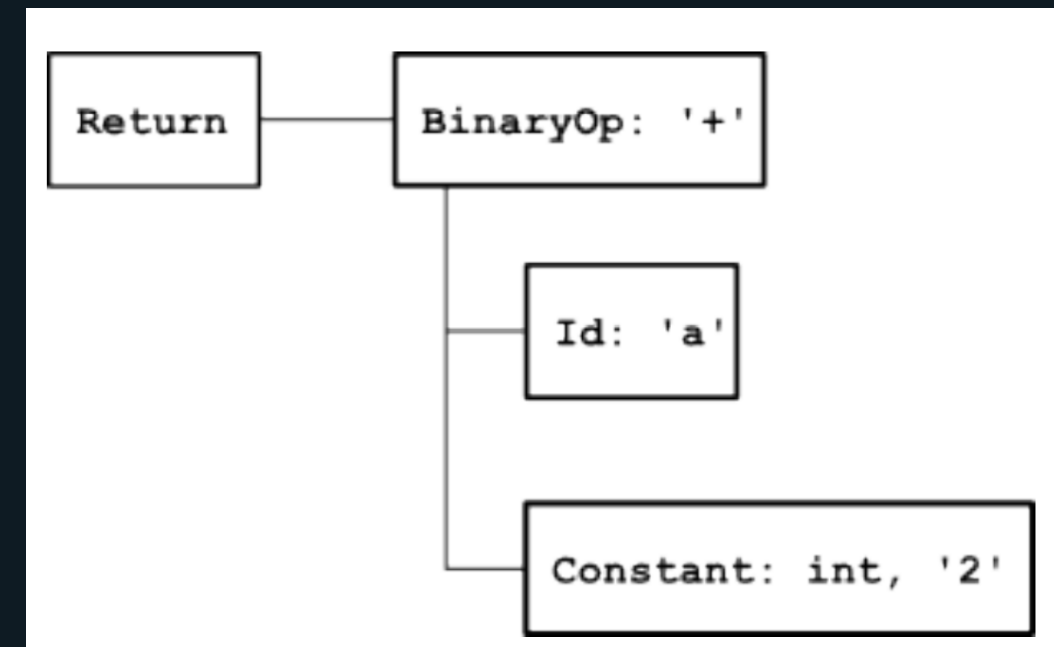 Return
BinaryOp: '+'
Id: 'a'
Constant: int, '2'